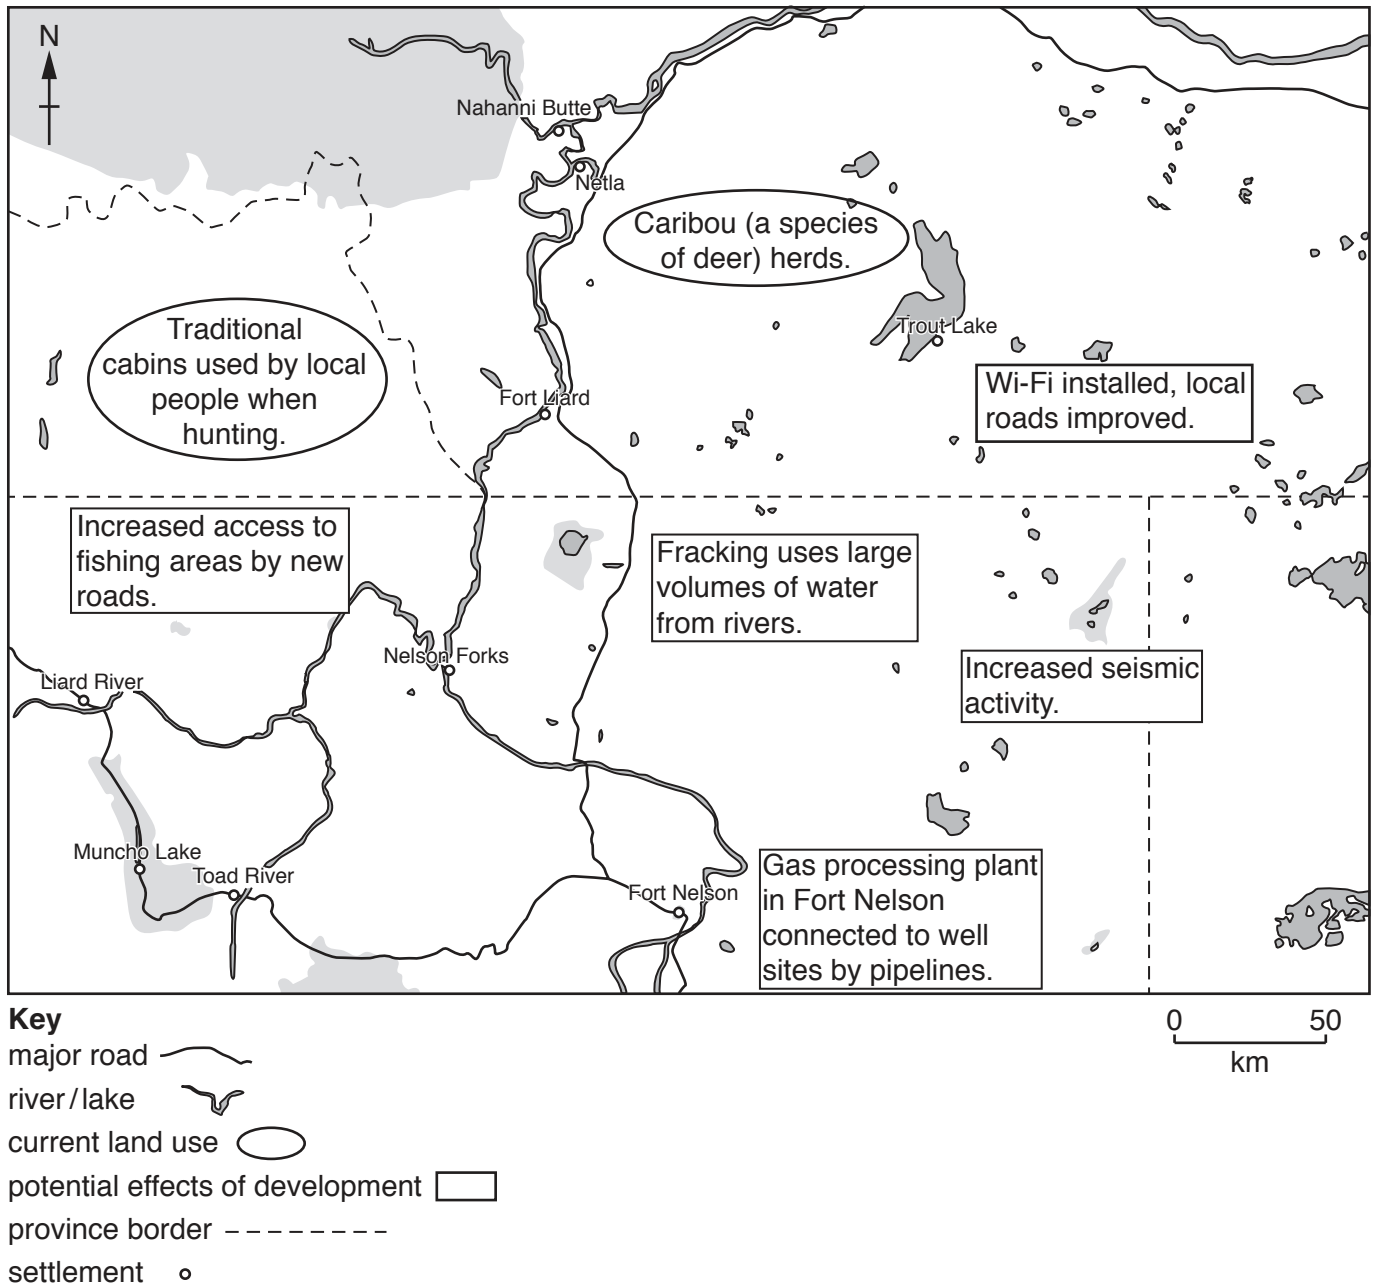 N
Nahanni Butte
Netla
Caribou (a species
of deer) herds.
Traditional
cabins used by local
people when
hunting.
Trout Lake
Wi-Fi installed, local
roads improved.
Fort Liard
Increased access to
fishing areas by new
roads.
Fracking uses large
volumes of water
from rivers.
Nelson Forks
Increased seismic
activity.
Liard River
Muncho Lake
Toad River
Fort Nelson
Gas processing plant
in Fort Nelson
connected to well
sites by pipelines.
Key
major road
river / lake
current land use
potential effects of development
province border
settlement
0 50
km